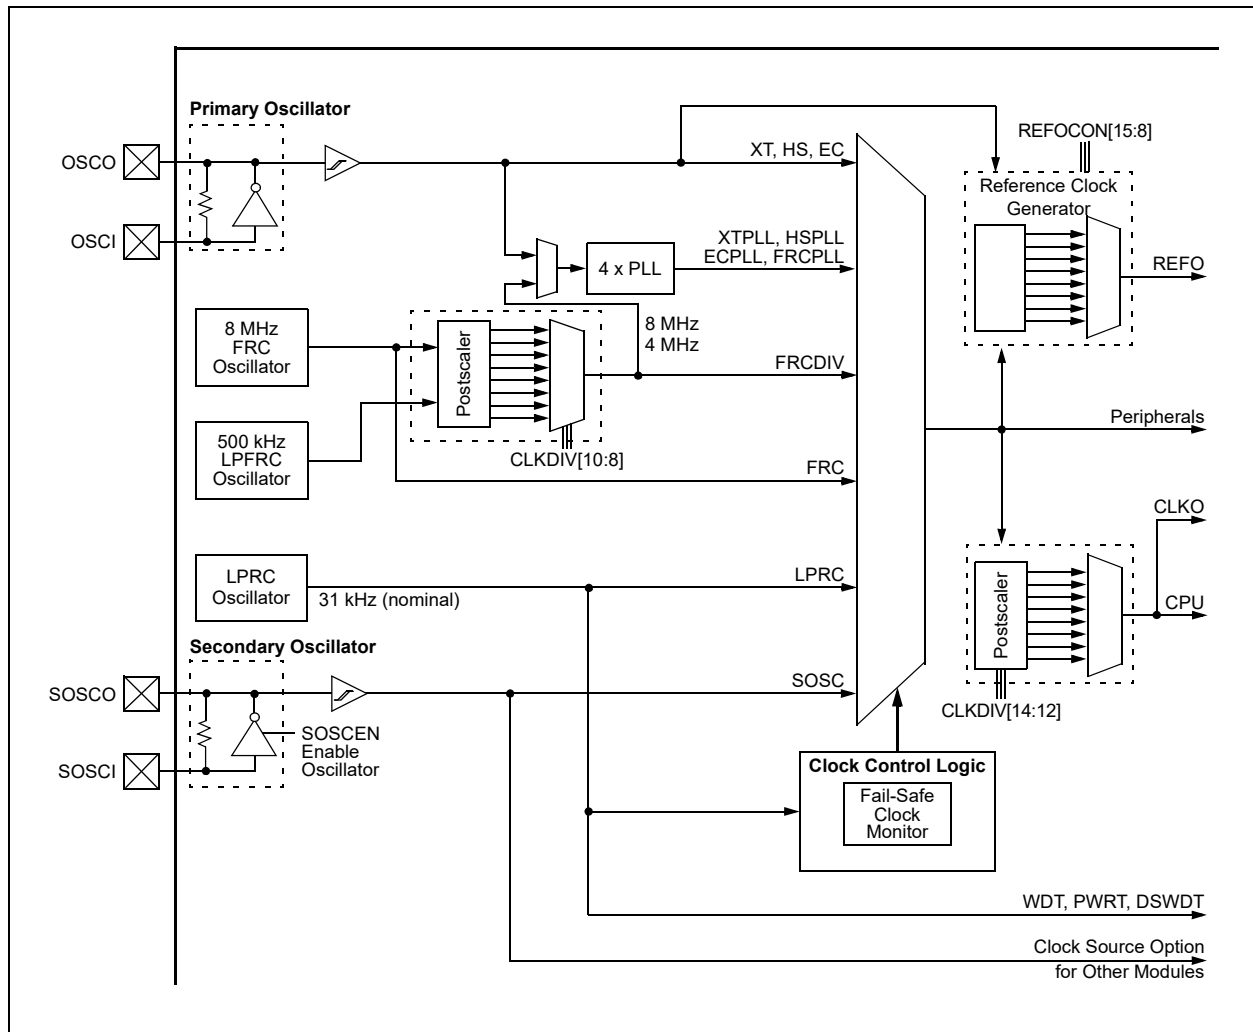 Primary Oscillator
OSCO
OSCI
XT, HS, EC
REFOCON[15:8]
Reference Clock
Generator
REFO
XTPLL, HSPLL
ECPLL, FRCPLL
4 x PLL
8 MHz
FRC
Oscillator
Postscaler
8 MHz
4 MHz
FRCDIV
Peripherals
500 kHz
LPFRC
Oscillator
CLKDIV[10:8]
FRC
CLKO
LPRC
Oscillator
31 kHz (nominal)
LPRC
Postscaler
CPU
Secondary Oscillator
SOSCO
SOSCI
SOSCEN
Enable
Oscillator
SOSC
CLKDIV[14:12]
Clock Control Logic
Fail-Safe
Clock
Monitor
WDT, PWRT, DSWDT
Clock Source Option
for Other Modules